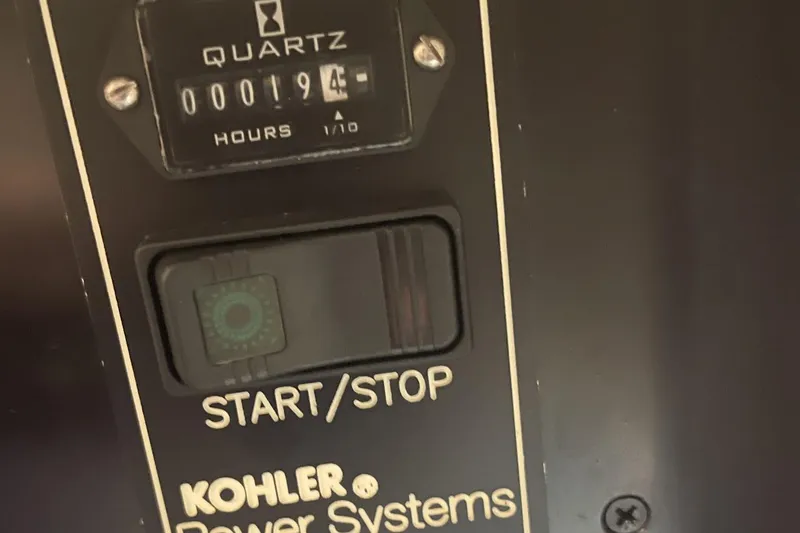 QUARTZ
000194
HOURS 1/10
START/STOP
KOHLER
Power Systems